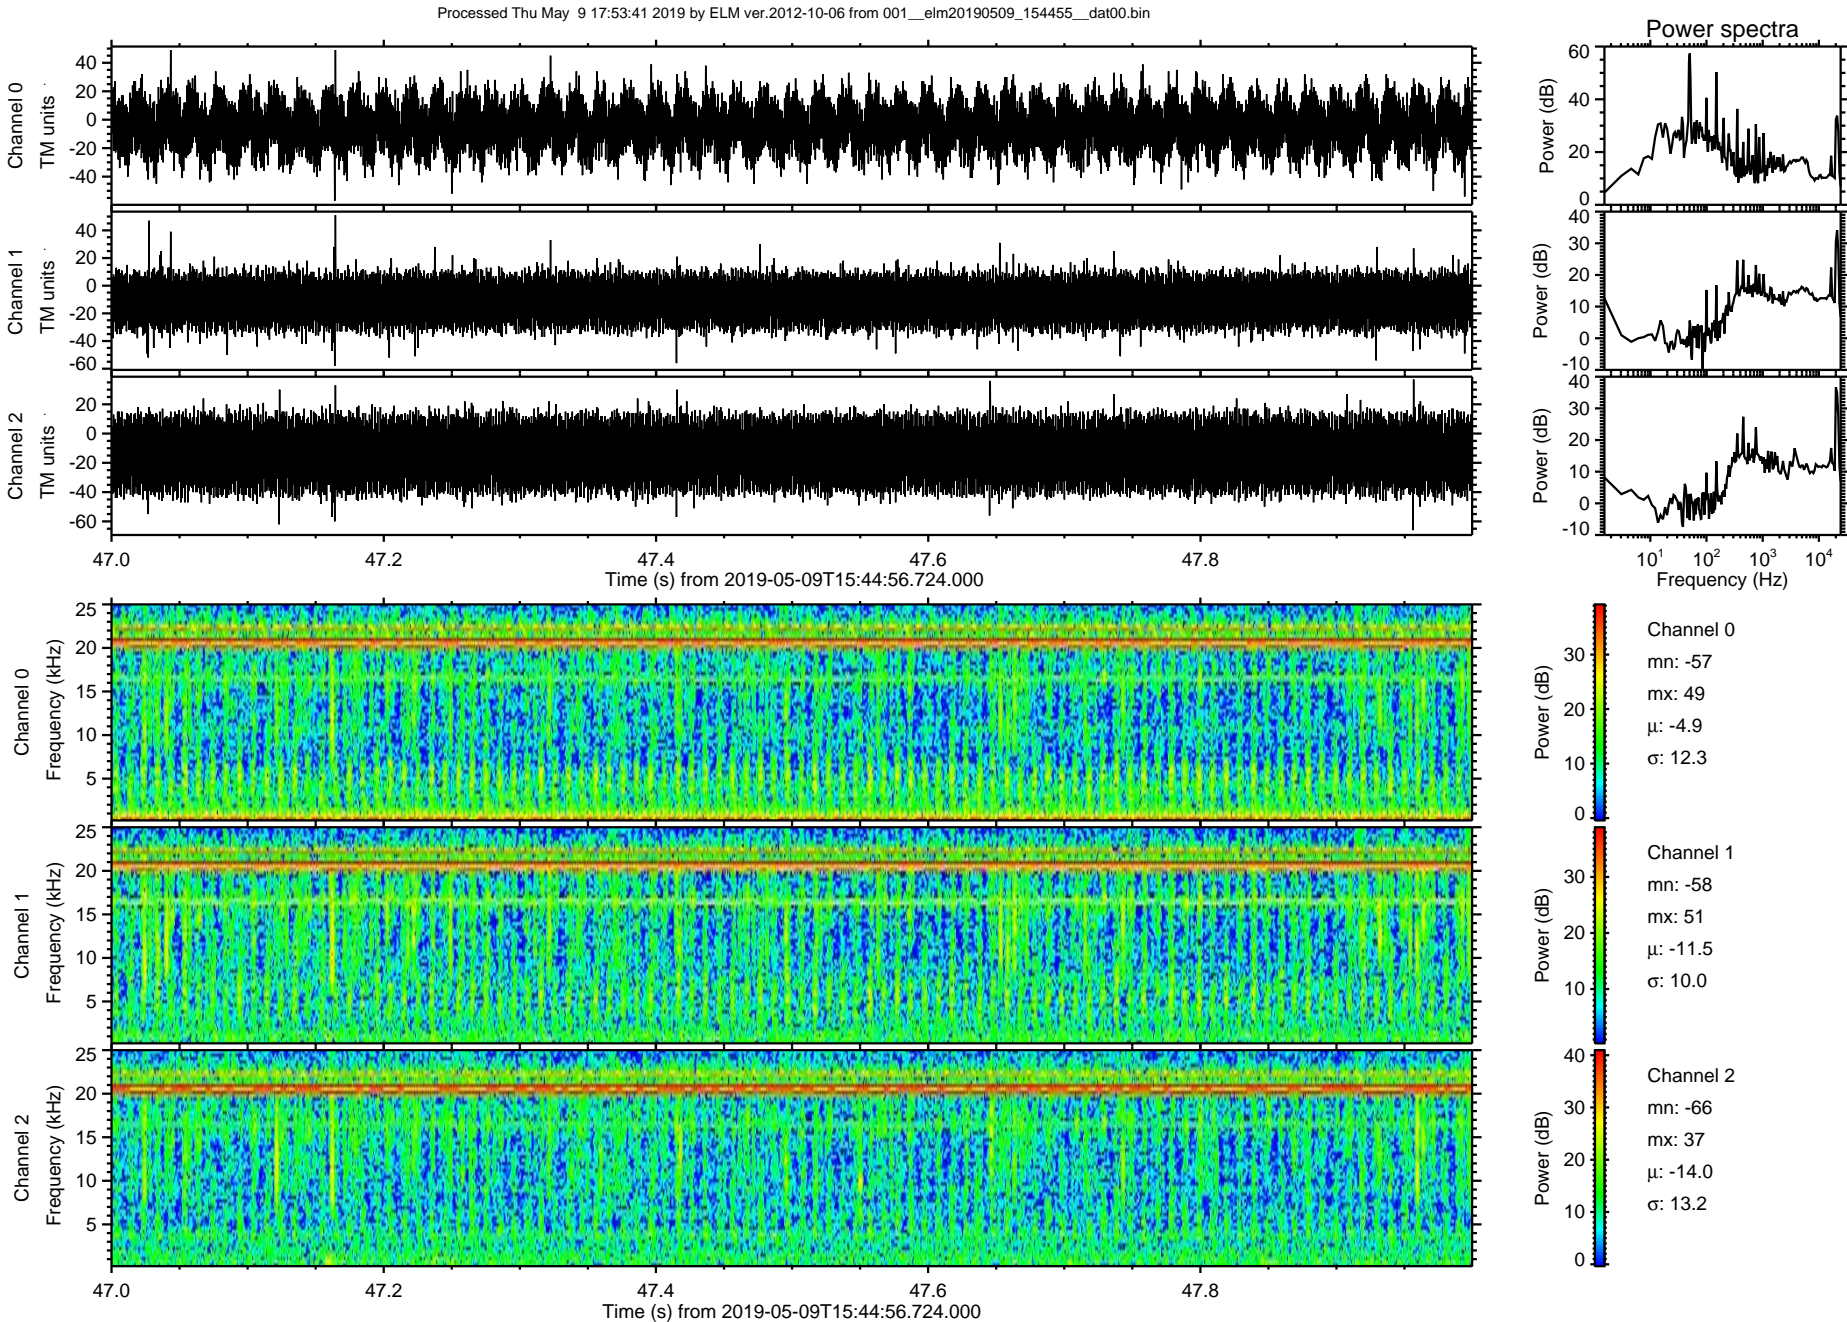 Processed Thu May  9 17:53:41 2019 by ELM ver.2012-10-06 from 001__elm20190509_154455__dat00.bin
Power spectra
Channel 0
TM units
40
20
0
-20
-40
Power (dB)
60
40
20
0
Channel 1
TM units
40
20
0
-20
-40
-60
Power (dB)
40
30
20
10
0
-10
Channel 2
TM units
20
0
-20
-40
-60
Power (dB)
40
30
20
10
0
-10
47.0 47.2 47.4 47.6 47.8
Time (s) from 2019-05-09T15:44:56.724.000
10¹ 10² 10³ 10⁴
Frequency (Hz)
Channel 0
Frequency (kHz)
25
20
15
10
5
Power (dB)
30
20
10
0
Channel 0
mn: -57
mx: 49
μ: -4.9
σ: 12.3
Channel 1
Frequency (kHz)
25
20
15
10
5
Power (dB)
30
20
10
Channel 1
mn: -58
mx: 51
μ: -11.5
σ: 10.0
Channel 2
Frequency (kHz)
25
20
15
10
5
Power (dB)
40
30
20
10
0
Channel 2
mn: -66
mx: 37
μ: -14.0
σ: 13.2
47.0 47.2 47.4 47.6 47.8
Time (s) from 2019-05-09T15:44:56.724.000